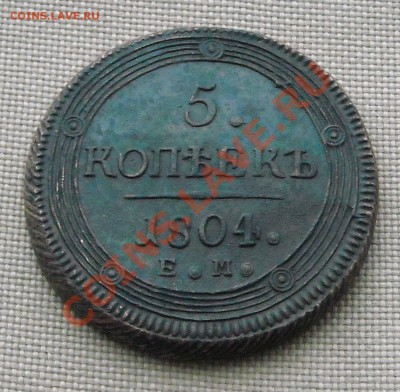 COINS.LAVE.RU
5.
КОПѢЕКЪ
1804.
Е. М.
COINS.LAVE.RU